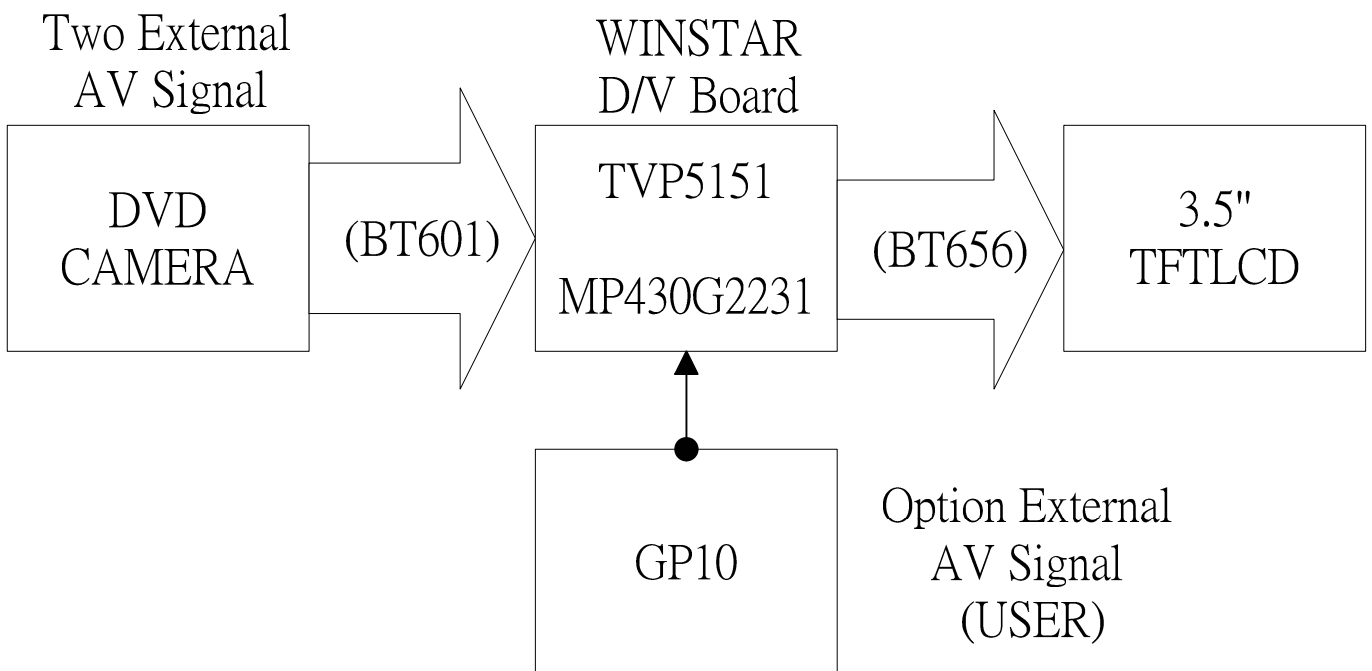 Two External
AV Signal
DVD
CAMERA
(BT601)
WINSTAR
D/V Board
TVP5151
MP430G2231
(BT656)
3.5"
TFTLCD
GP10
Option External
AV Signal
(USER)